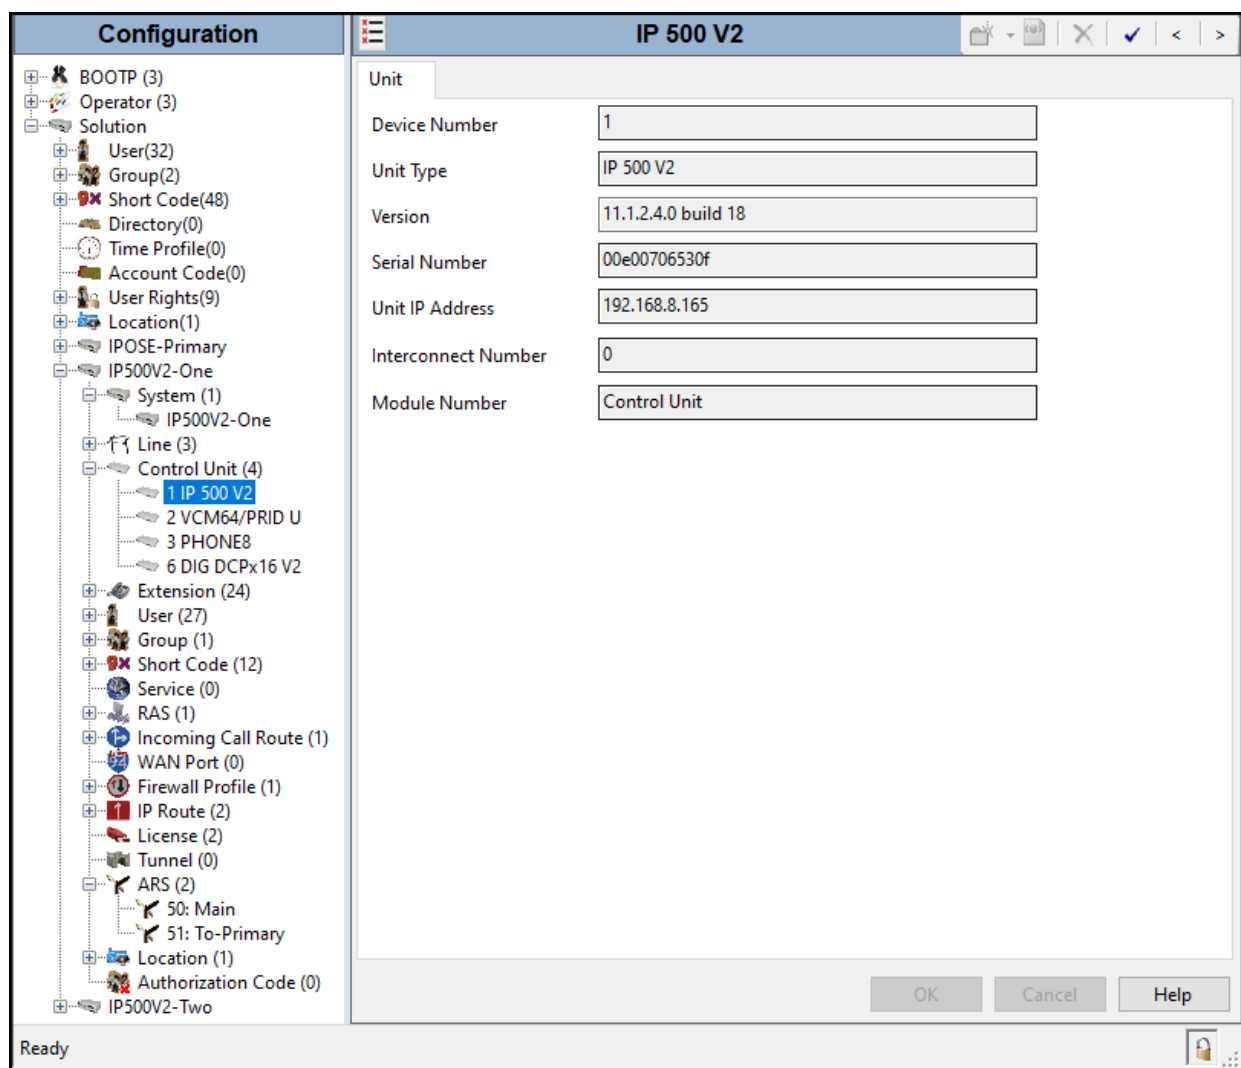 Configuration
IP 500 V2
BOOTP (3)
Operator (3)
Solution
User(32)
Group(2)
Short Code(48)
Directory(0)
Time Profile(0)
Account Code(0)
User Rights(9)
Location(1)
IPOSE-Primary
IP500V2-One
System (1)
IP500V2-One
Line (3)
Control Unit (4)
1 IP 500 V2
2 VCM64/PRID U
3 PHONE8
6 DIG DCPx16 V2
Extension (24)
User (27)
Group (1)
Short Code (12)
Service (0)
RAS (1)
Incoming Call Route (1)
WAN Port (0)
Firewall Profile (1)
IP Route (2)
License (2)
Tunnel (0)
ARS (2)
50: Main
51: To-Primary
Location (1)
Authorization Code (0)
IP500V2-Two
Unit
Device Number 1
Unit Type IP 500 V2
Version 11.1.2.4.0 build 18
Serial Number 00e00706530f
Unit IP Address 192.168.8.165
Interconnect Number 0
Module Number Control Unit
OK Cancel Help
Ready